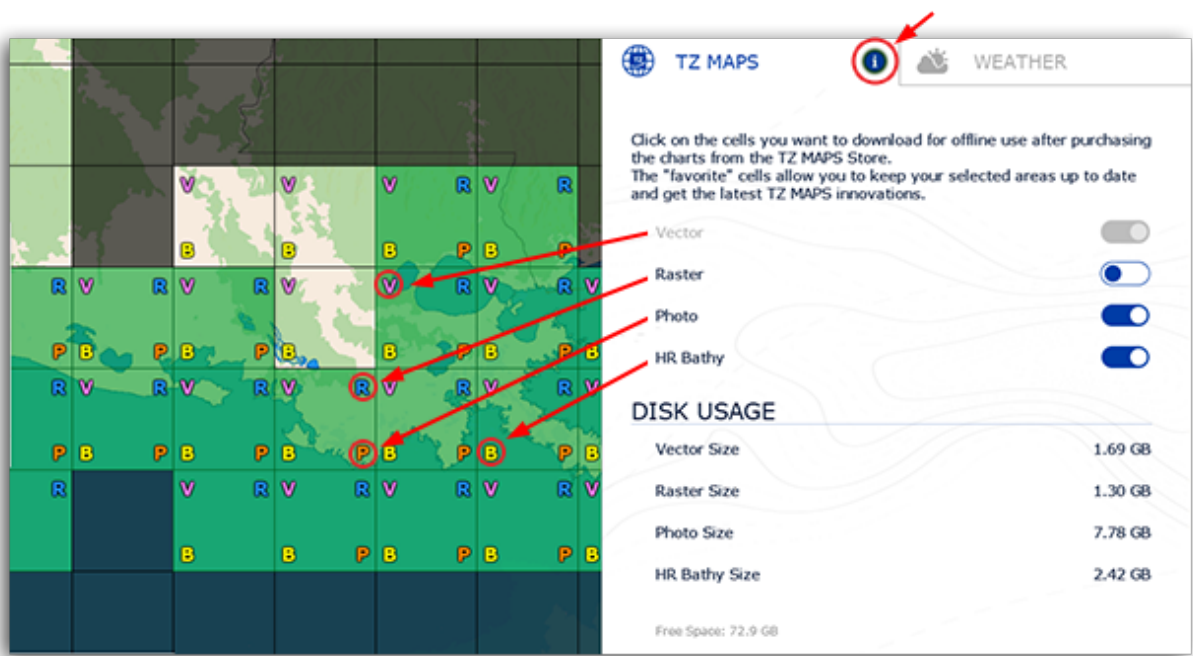 V V V R V R
B B B P B P
R V R V R V V R V R V
P B P B P B B P B P B
R V R V R V R V R V R V
P B P B P B P B P B P B
R V R V R V R V R V
B B P B P B P B
TZ MAPS
i
WEATHER
Click on the cells you want to download for offline use after purchasing
the charts from the TZ MAPS Store.
The "favorite" cells allow you to keep your selected areas up to date
and get the latest TZ MAPS innovations.
Vector
Raster
Photo
HR Bathy
DISK USAGE
Vector Size 1.69 GB
Raster Size 1.30 GB
Photo Size 7.78 GB
HR Bathy Size 2.42 GB
Free Space: 72.9 GB